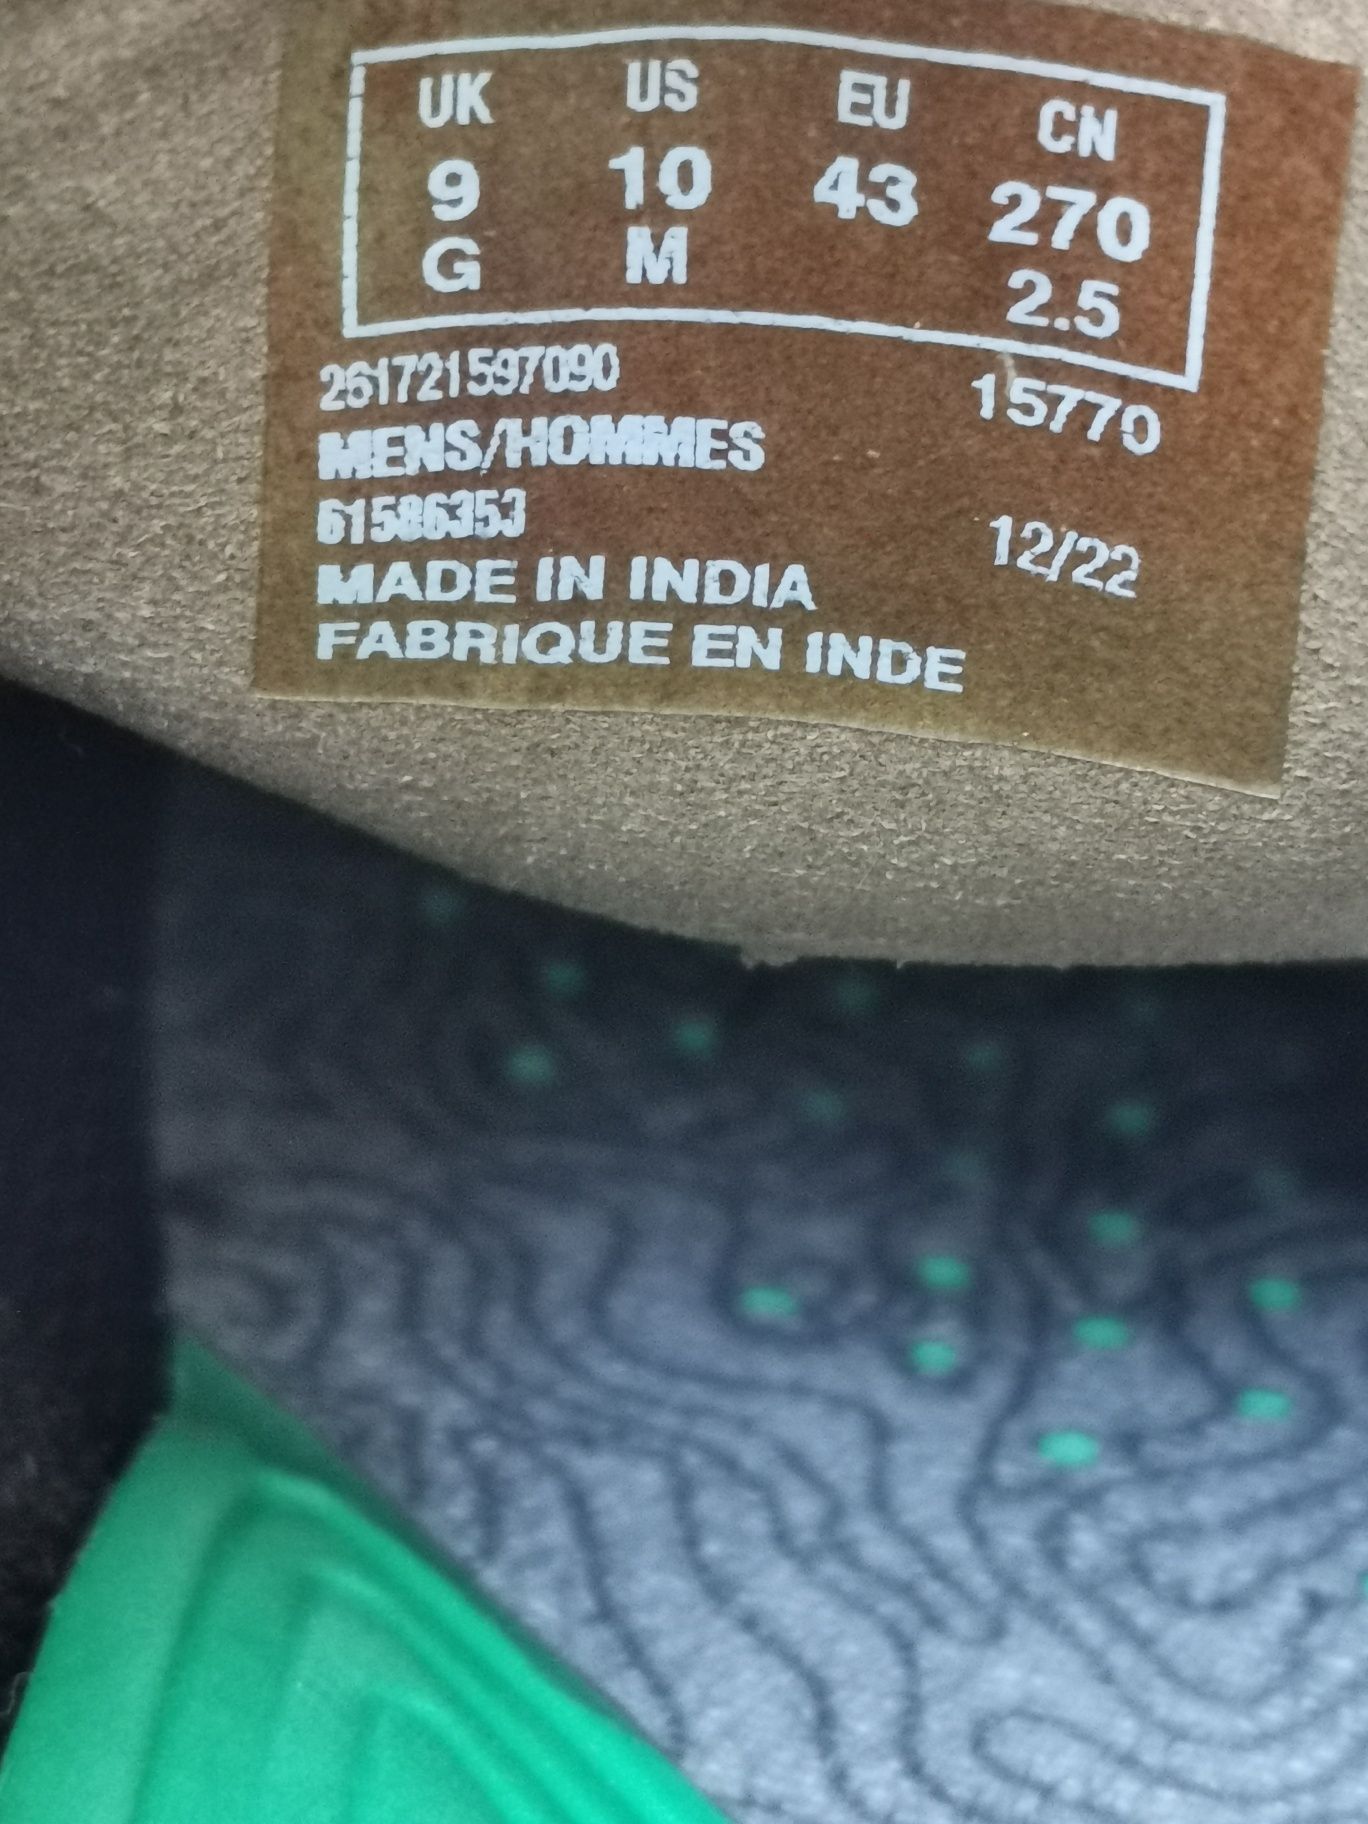 UK US EU CN
9 10 43 270
G M 2.5
261721597090 15770
MENS/HOMMES
61586353 12/22
MADE IN INDIA
FABRIQUE EN INDE